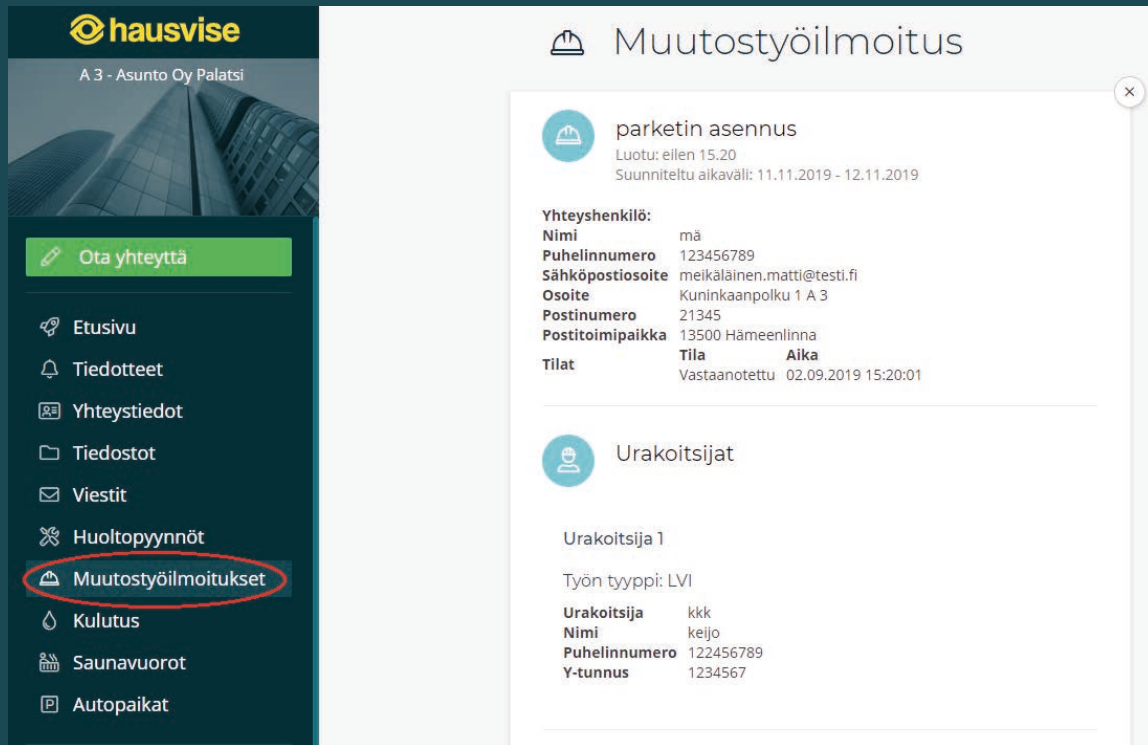 hausvise
A 3 - Asunto Oy Palatsi
Ota yhteyttä
Etusivu
Tiedotteet
Yhteystiedot
Tiedostot
Viestit
Huoltopyynnöt
Muutostyöilmoitukset
Kulutus
Saunavuorot
Autopaikat
Muutostyöilmoitus
parketin asennus
Luotu: eilen 15.20
Suunniteltu aikaväli: 11.11.2019 - 12.11.2019
Yhteyshenkilö:
Nimi mä
Puhelinnumero 123456789
Sähköpostiosoite meikäläinen.matti@testi.fi
Osoite Kuninkaanpolku 1 A 3
Postinumero 21345
Postitoimipaikka 13500 Hämeenlinna
Tilat Tila Aika
Vastaanotettu 02.09.2019 15:20:01
Urakoitsijat
Urakoitsija 1
Työn tyyppi: LVI
Urakoitsija kkk
Nimi keijo
Puhelinnumero 122456789
Y-tunnus 1234567